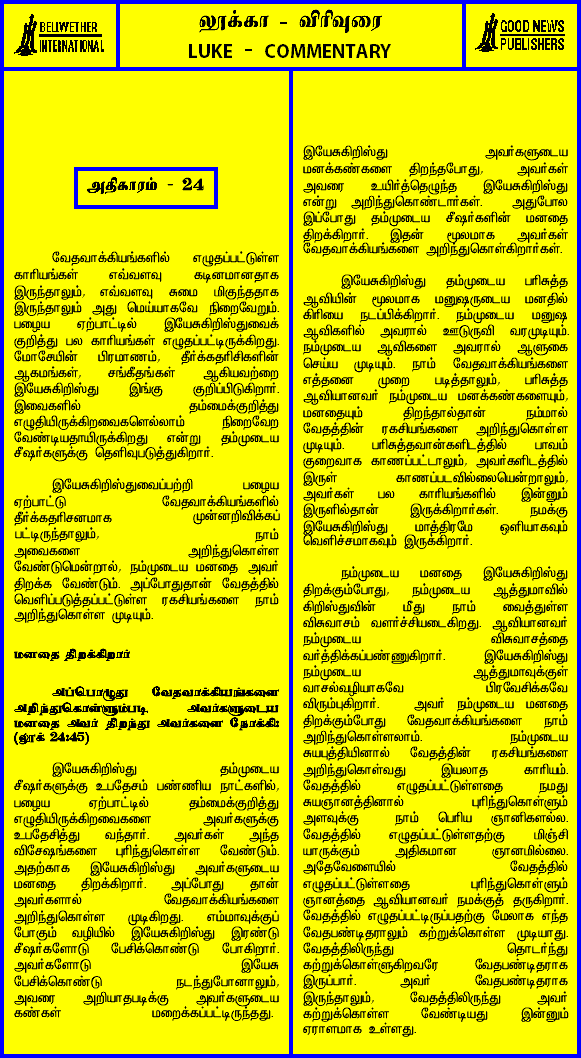 BELLWETHER
INTERNATIONAL
லூக்கா - விரிவுரை
LUKE - COMMENTARY
GOOD NEWS
PUBLISHERS
அதிகாரம் - 24
வேதவாக்கியங்களில் எழுதப்பட்டுள்ள
காரியங்கள் எவ்வளவு கடினமானதாக
இருந்தாலும், எவ்வளவு சுமை மிகுந்ததாக
இருந்தாலும் அது மெய்யாகவே நிறைவேறும்.
பழைய ஏற்பாட்டில் இயேசுகிறிஸ்துவைக்
குறித்து பல காரியங்கள் எழுதப்பட்டிருக்கிறது.
மோசேயின் பிரமாணம், தீர்க்கதரிசிகளின்
ஆகமங்கள், சங்கீதங்கள் ஆகியவற்றை
இயேசுகிறிஸ்து இங்கு குறிப்பிடுகிறார்.
இவைகளில் தம்மைக்குறித்து
எழுதியிருக்கிறவைகளெல்லாம் நிறைவேற
வேண்டியதாயிருக்கிறது என்று தம்முடைய
சீஷர்களுக்கு தெளிவுபடுத்துகிறார்.
இயேசுகிறிஸ்துவைப்பற்றி பழைய
ஏற்பாட்டு வேதவாக்கியங்களில்
தீர்க்கதரிசனமாக முன்னறிவிக்கப்
பட்டிருந்தாலும், நாம்
அவைகளை அறிந்துகொள்ள
வேண்டுமென்றால், நம்முடைய மனதை அவர்
திறக்க வேண்டும். அப்போதுதான் வேதத்தில்
வெளிப்படுத்தப்பட்டுள்ள ரகசியங்களை நாம்
அறிந்துகொள்ள முடியும்.
மனதை திறக்கிறார்
அப்பொழுது வேதவாக்கியங்களை
அறிந்துகொள்ளும்படி அவர்களுடைய
மனதை அவர் திறந்து அவர்களை நோக்கி:
(லூக் 24:45)
இயேசுகிறிஸ்து தம்முடைய
சீஷர்களுக்கு உபதேசம் பண்ணிய நாட்களில்,
பழைய ஏற்பாட்டில் தம்மைக்குறித்து
எழுதியிருக்கிறவைகளை அவர்களுக்கு
உபதேசித்து வந்தார். அவர்கள் அந்த
விசேஷங்களை புரிந்துகொள்ள வேண்டும்.
அதற்காக இயேசுகிறிஸ்து அவர்களுடைய
மனதை திறக்கிறார். அப்போது தான்
அவர்களால் வேதவாக்கியங்களை
அறிந்துகொள்ள முடிகிறது. எம்மாவுக்குப்
போகும் வழியில் இயேசுகிறிஸ்து இரண்டு
சீஷர்களோடு பேசிக்கொண்டு போகிறார்.
அவர்களோடு இயேசு
பேசிக்கொண்டு நடந்துபோனாலும்,
அவரை அறியாதபடிக்கு அவர்களுடைய
கண்கள் மறைக்கப்பட்டிருந்தது.
இயேசுகிறிஸ்து அவர்களுடைய
மனக்கண்களை திறந்தபோது, அவர்கள்
அவரை உயிர்த்தெழுந்த இயேசுகிறிஸ்து
என்று அறிந்துகொண்டார்கள். அதுபோல
இப்போது தம்முடைய சீஷர்களின் மனதை
திறக்கிறார். இதன் மூலமாக அவர்கள்
வேதவாக்கியங்களை அறிந்துகொள்கிறார்கள்.
இயேசுகிறிஸ்து தம்முடைய பரிசுத்த
ஆவியின் மூலமாக மனுஷருடைய மனதில்
கிரியை நடப்பிக்கிறார். நம்முடைய மனுஷ
ஆவிகளில் அவரால் ஊடுருவி வரமுடியும்.
நம்முடைய ஆவிகளை அவரால் ஆளுகை
செய்ய முடியும். நாம் வேதவாக்கியங்களை
எத்தனை முறை படித்தாலும், பரிசுத்த
ஆவியானவர் நம்முடைய மனக்கண்களையும்,
மனதையும் திறந்தால்தான் நம்மால்
வேதத்தின் ரகசியங்களை அறிந்துகொள்ள
முடியும். பரிசுத்தவான்களிடத்தில் பாவம்
குறைவாக காணப்பட்டாலும், அவர்களிடத்தில்
இருள் காணப்படவில்லையென்றாலும்,
அவர்கள் பல காரியங்களில் இன்னும்
இருளில்தான் இருக்கிறார்கள். நமக்கு
இயேசுகிறிஸ்து மாத்திரமே ஒளியாகவும்
வெளிச்சமாகவும் இருக்கிறார்.
நம்முடைய மனதை இயேசுகிறிஸ்து
திறக்கும்போது, நம்முடைய ஆத்துமாவில்
கிறிஸ்துவின் மீது நாம் வைத்துள்ள
விசுவாசம் வளர்ச்சியடைகிறது. ஆவியானவர்
நம்முடைய விசுவாசத்தை
வர்த்திக்கப்பண்ணுகிறார். இயேசுகிறிஸ்து
நம்முடைய ஆத்துமாவுக்குள்
வாசல்வழியாகவே பிரவேசிக்கவே
விரும்புகிறார். அவர் நம்முடைய மனதை
திறக்கும்போது வேதவாக்கியங்களை நாம்
அறிந்துகொள்ளலாம். நம்முடைய
சுயபுத்தியினால் வேதத்தின் ரகசியங்களை
அறிந்துகொள்வது இயலாத காரியம்.
வேதத்தில் எழுதப்பட்டுள்ளதை நமது
சுயஞானத்தினால் புரிந்துகொள்ளும்
அளவுக்கு நாம் பெரிய ஞானிகளல்ல.
வேதத்தில் எழுதப்பட்டுள்ளதற்கு மிஞ்சி
யாருக்கும் அதிகமான ஞானமில்லை.
அதேவேளையில் வேதத்தில்
எழுதப்பட்டுள்ளதை புரிந்துகொள்ளும்
ஞானத்தை ஆவியானவர் நமக்குத் தருகிறார்.
வேதத்தில் எழுதப்பட்டிருப்பதற்கு மேலாக எந்த
வேதபண்டிதராலும் கற்றுக்கொள்ள முடியாது.
வேதத்திலிருந்து தொடர்ந்து
கற்றுக்கொள்ளுகிறவரே வேதபண்டிதராக
இருப்பார். அவர் வேதபண்டிதராக
இருந்தாலும், வேதத்திலிருந்து அவர்
கற்றுக்கொள்ள வேண்டியது இன்னும்
ஏராளமாக உள்ளது.